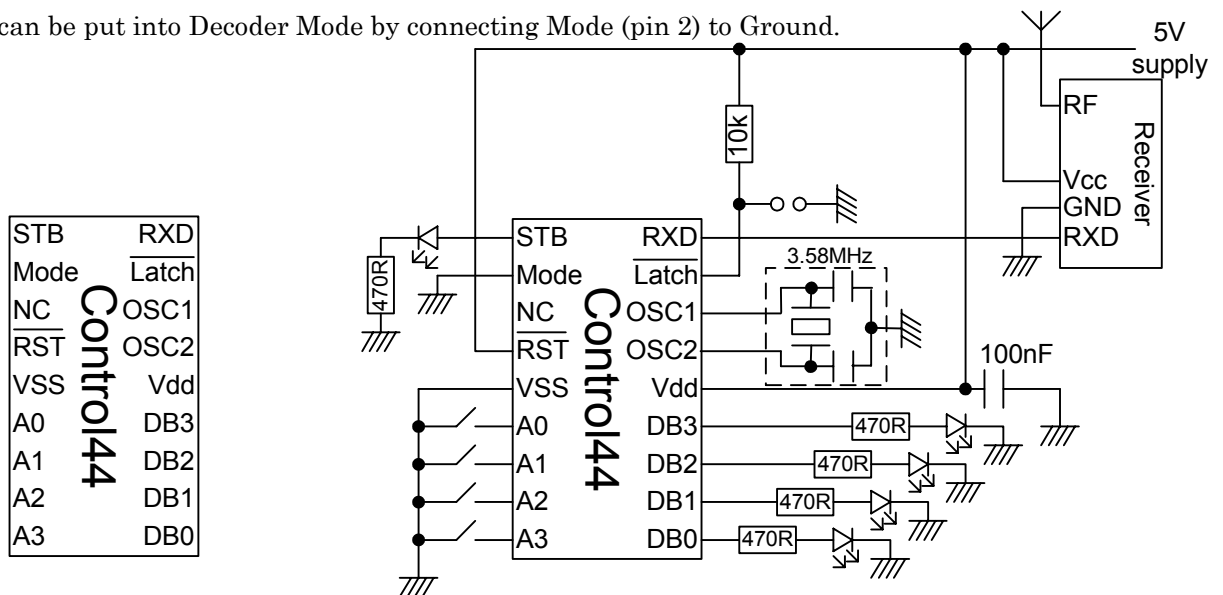 can be put into Decoder Mode by connecting Mode (pin 2) to Ground.
5V
supply
RF
Receiver
Vcc
GND
RXD
10k
STB
Mode
NC
RST
VSS
A0
A1
A2
A3
Control44
RXD
Latch
OSC1
OSC2
Vdd
DB3
DB2
DB1
DB0
470R
STB
Mode
NC
RST
VSS
A0
A1
A2
A3
Control44
RXD
Latch
OSC1
OSC2
Vdd
DB3
DB2
DB1
DB0
3.58MHz
100nF
470R
470R
470R
470R